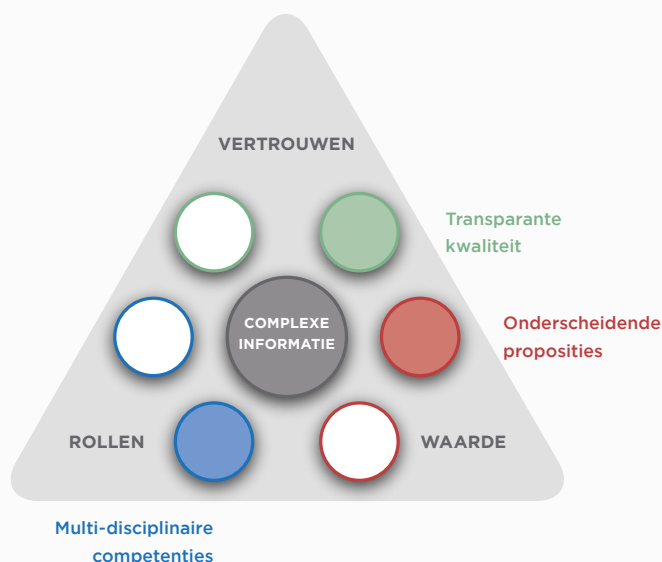 VERTROUWEN
Transparante
kwaliteit
COMPLEXE
INFORMATIE
Onderscheidende
proposities
ROLLEN
WAARDE
Multi-disciplinaire
competenties